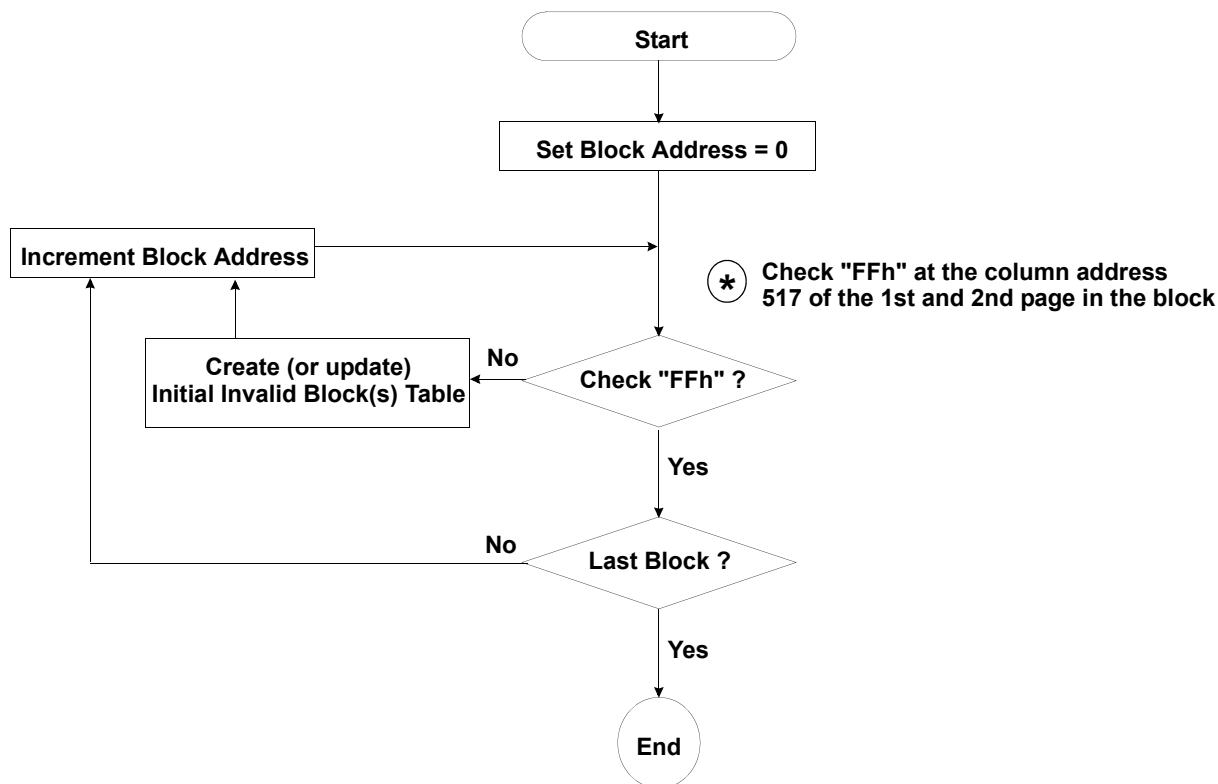 Start
Set Block Address = 0
Increment Block Address
* Check "FFh" at the column address
517 of the 1st and 2nd page in the block
Create (or update)
Initial Invalid Block(s) Table
No
Check "FFh" ?
Yes
No
Last Block ?
Yes
End